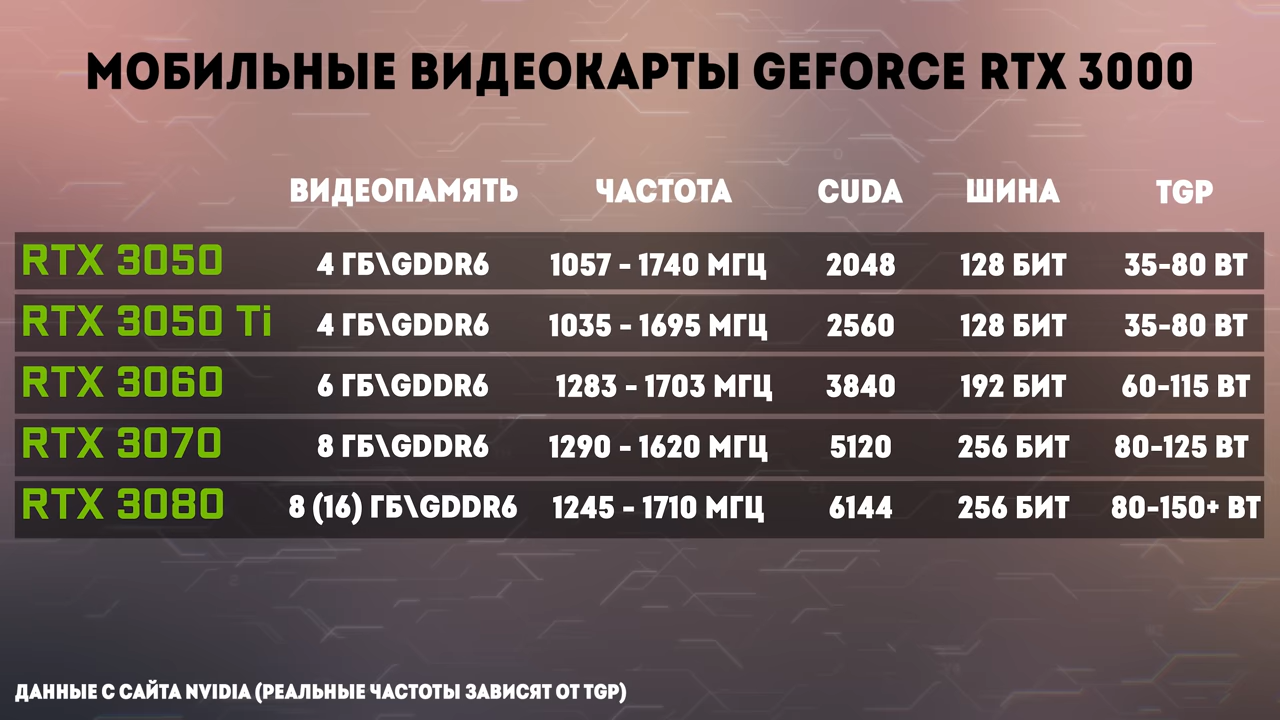 МОБИЛЬНЫЕ ВИДЕОКАРТЫ GEFORCE RTX 3000
ВИДЕОПАМЯТЬ ЧАСТОТА CUDA ШИНА TGP
RTX 3050 4 ГБ\GDDR6 1057 - 1740 МГЦ 2048 128 БИТ 35-80 ВТ
RTX 3050 Ti 4 ГБ\GDDR6 1035 - 1695 МГЦ 2560 128 БИТ 35-80 ВТ
RTX 3060 6 ГБ\GDDR6 1283 - 1703 МГЦ 3840 192 БИТ 60-115 ВТ
RTX 3070 8 ГБ\GDDR6 1290 - 1620 МГЦ 5120 256 БИТ 80-125 ВТ
RTX 3080 8 (16) ГБ\GDDR6 1245 - 1710 МГЦ 6144 256 БИТ 80-150+ ВТ
ДАННЫЕ С САЙТА NVIDIA (РЕАЛЬНЫЕ ЧАСТОТЫ ЗАВИСЯТ ОТ TGP)